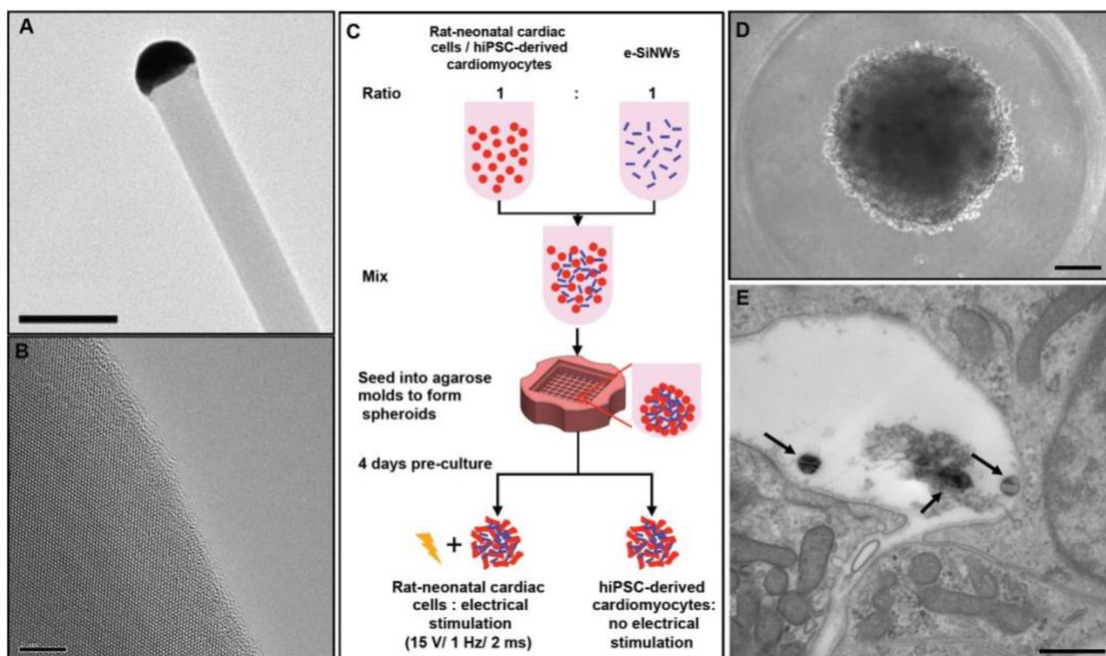 A
B
C
Rat-neonatal cardiac
cells / hiPSC-derived
cardiomyocytes
e-SiNWs
Ratio
1
:
1
Mix
Seed into agarose
molds to form
spheroids
4 days pre-culture
+
Rat-neonatal cardiac
cells : electrical
stimulation
(15 V/ 1 Hz/ 2 ms)
hiPSC-derived
cardiomyocytes:
no electrical
stimulation
D
E